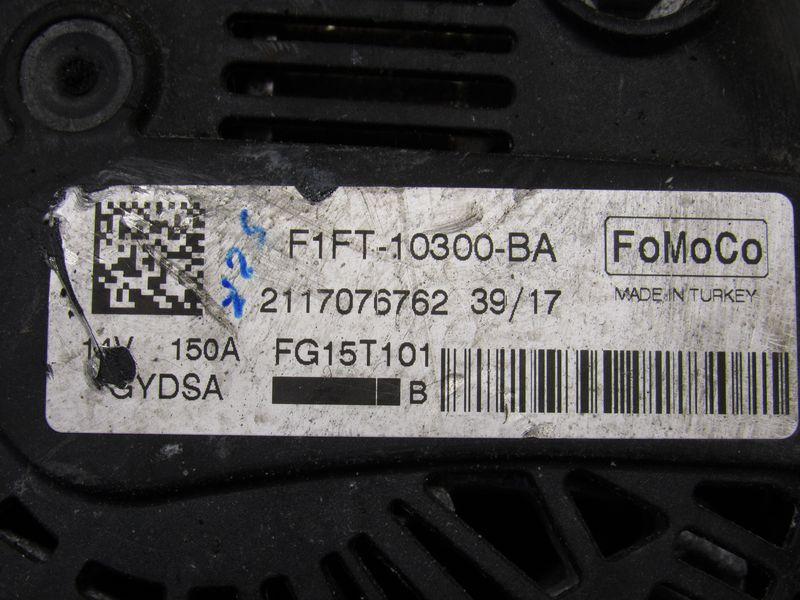 F1FT-10300-BA
FoMoCo
2117076762 39/17
MADE IN TURKEY
14V 150A FG15T101
GYDSA
B